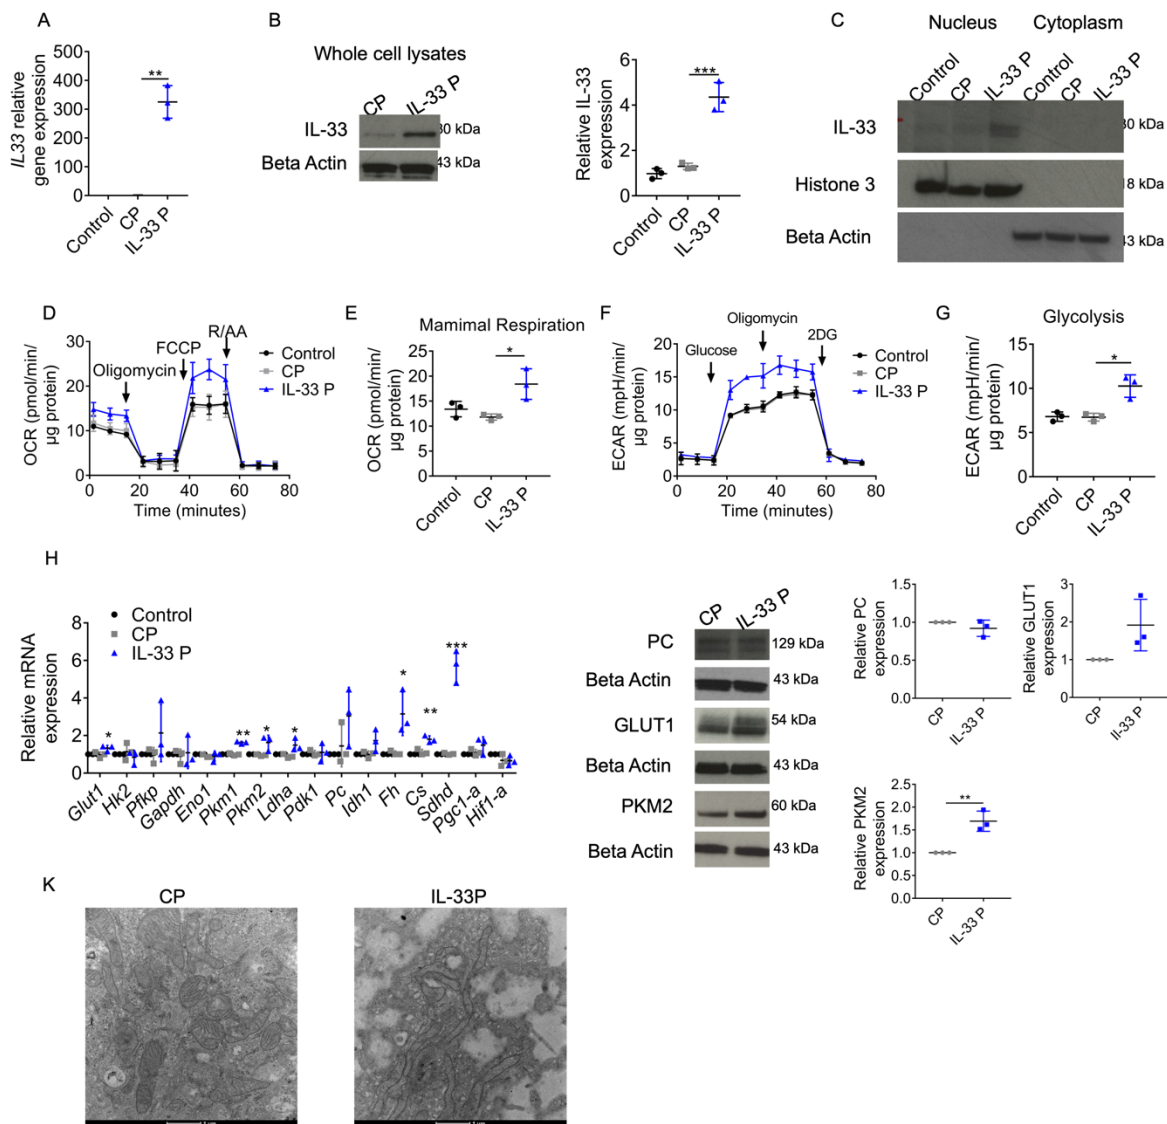 A
IL33 relative
gene expression
500
400
300
200
100
0
**
Control
CP
IL-33 P
B
Whole cell lysates
CP
IL-33 P
IL-33
30 kDa
Beta Actin
43 kDa
Relative IL-33
expression
6
4
2
0
***
Control
CP
IL-33 P
C
Nucleus
Cytoplasm
Control
CP
IL-33 P
Control
CP
IL-33 P
IL-33
30 kDa
Histone 3
18 kDa
Beta Actin
43 kDa
D
OCR (pmol/min/
µg protein)
30
20
10
0
0 20 40 60 80
Time (minutes)
Oligomycin
FCCP
R/AA
Control
CP
IL-33 P
E
Mamimal Respiration
OCR (pmol/min/
µg protein)
25
20
15
10
5
0
*
Control
CP
IL-33 P
F
ECAR (mpH/min/
µg protein)
20
15
10
5
0
0 20 40 60 80
Time (minutes)
Glucose
Oligomycin
2DG
Control
CP
IL-33 P
G
Glycolysis
ECAR (mpH/min/
µg protein)
15
10
5
0
*
Control
CP
IL-33 P
H
Relative mRNA
expression
8
6
4
2
0
Control
CP
IL-33 P
*
**
*
*
*
**
***
Glut1
Hk2
Pfkp
Gapdh
Eno1
Pkm1
Pkm2
Ldha
Pdk1
Pc
Idh1
Fh
Cs
Sdhd
Pgc1-a
Hif1-a
CP
IL-33 P
PC
129 kDa
Beta Actin
43 kDa
GLUT1
54 kDa
Beta Actin
43 kDa
PKM2
60 kDa
Beta Actin
43 kDa
Relative PC
expression
1.5
1.0
0.5
0.0
CP
IL-33 P
Relative GLUT1
expression
3
2
1
0
CP
Il-33 P
Relative PKM2
expression
2.5
2.0
1.5
1.0
0.5
0.0
**
CP
IL-33 P
K
CP
IL-33P